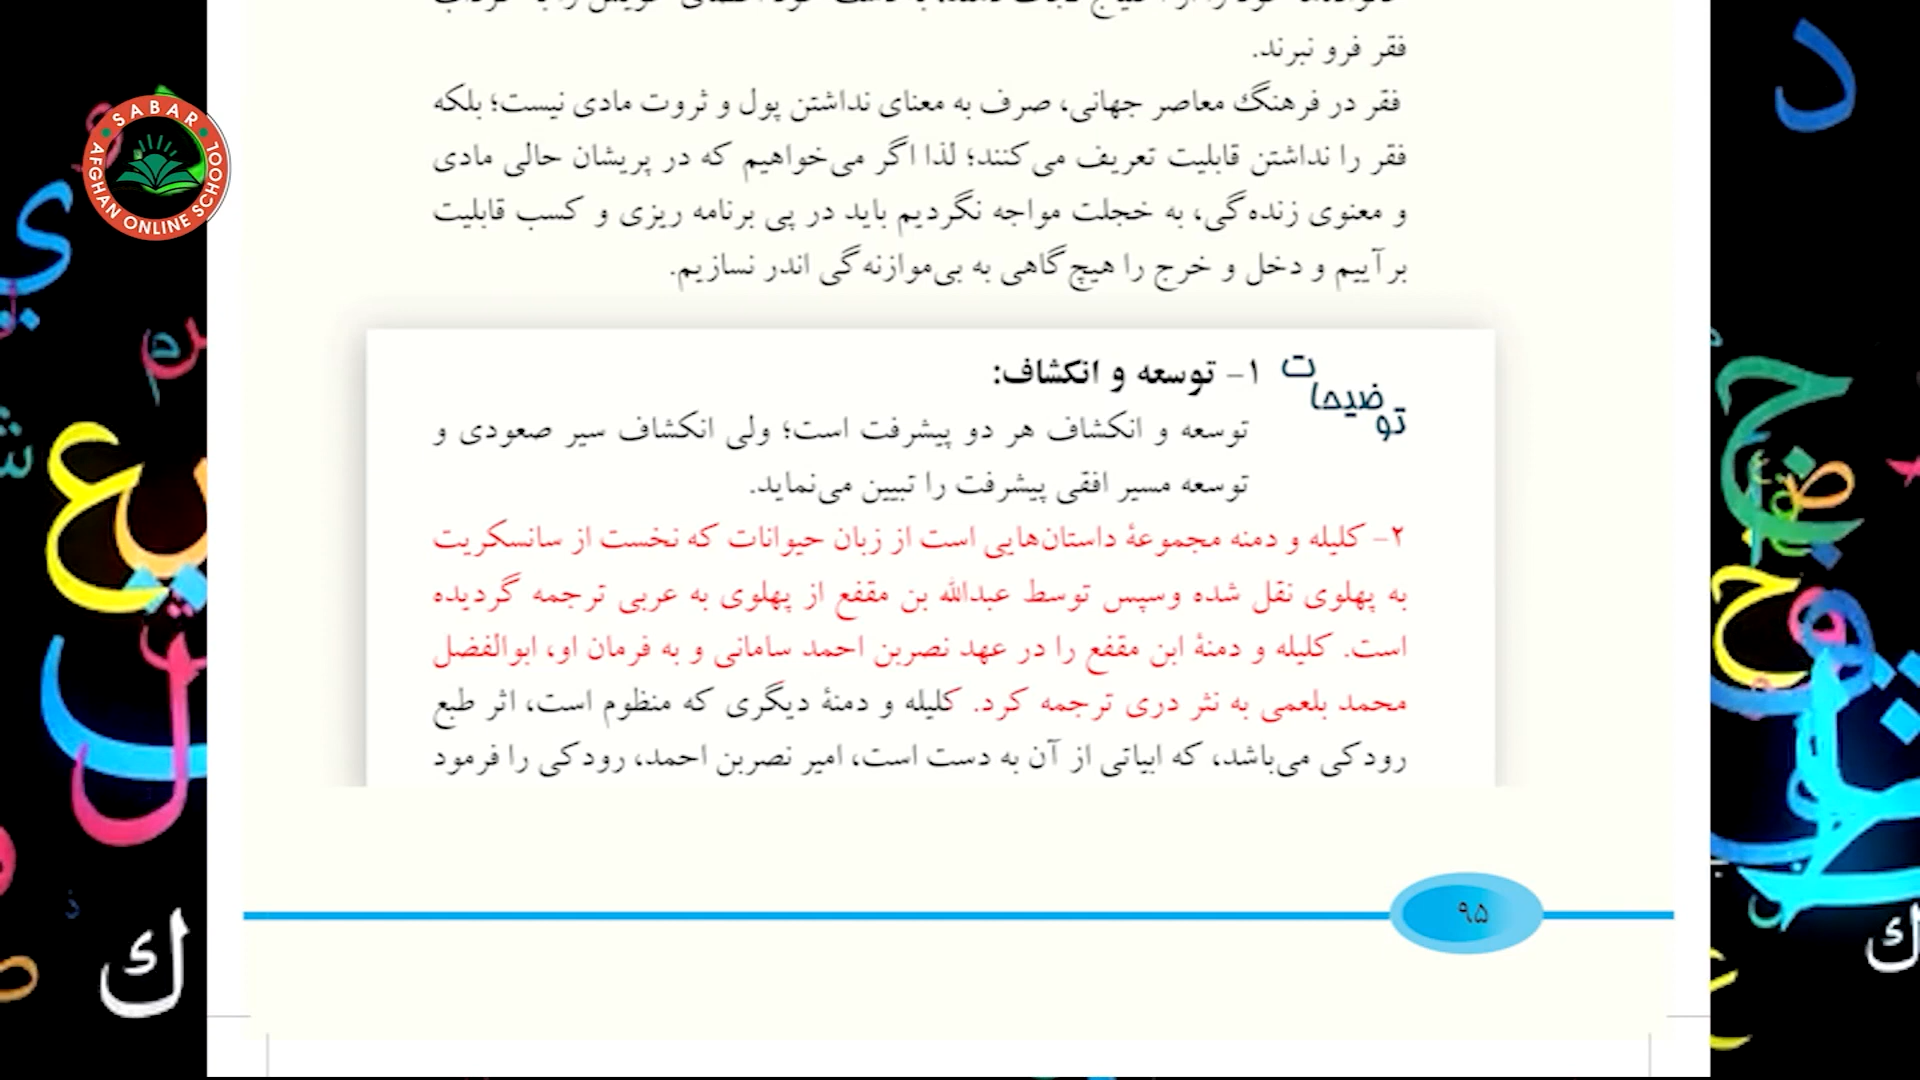 فقر فرو نبرند.
فقر در فرهنگ معاصر جهانی، صرف به معنای نداشتن پول و ثروت مادی نیست؛ بلکه
فقر را نداشتن قابلیت تعریف می‌کنند؛ لذا اگر می‌خواهیم که در پریشان حالی مادی
و معنوی زنده‌گی، به خجلت مواجه نگردیم باید در پی برنامه ریزی و کسب قابلیت
برآییم و دخل و خرج را هیچ‌گاهی به بی‌موازنه‌گی اندر نسازیم.
توضیحات
۱- توسعه و انکشاف:
توسعه و انکشاف هر دو پیشرفت است؛ ولی انکشاف سیر صعودی و
توسعه مسیر افقی پیشرفت را تبیین می‌نماید.
۲- کلیله و دمنه مجموعهٔ داستان‌هایی است از زبان حیوانات که نخست از سانسکریت
به پهلوی نقل شده وسپس توسط عبدالله بن مقفع از پهلوی به عربی ترجمه گردیده
است. کلیله و دمنهٔ ابن مقفع را در عهد نصربن احمد سامانی و به فرمان او، ابوالفضل
محمد بلعمی به نثر دری ترجمه کرد. کلیله و دمنهٔ دیگری که منظوم است، اثر طبع
رودکی می‌باشد، که ابیاتی از آن به دست است، امیر نصربن احمد، رودکی را فرمود
۹۵
SABAR
AFGHAN ONLINE SCHOOL